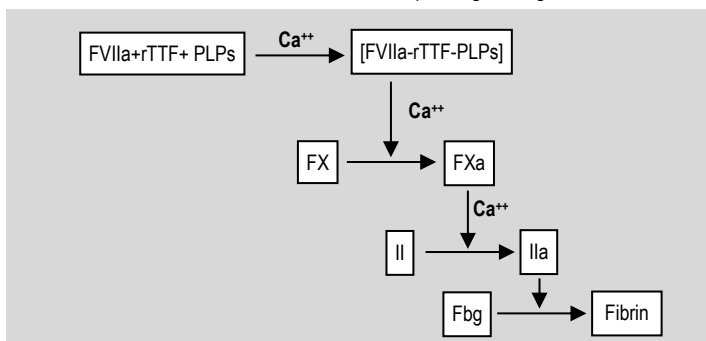 FVIIa+rTTF+ PLPs
Ca++
[FVIIa-rTTF-PLPs]
Ca++
FX
FXa
Ca++
II
IIa
Fbg
Fibrin